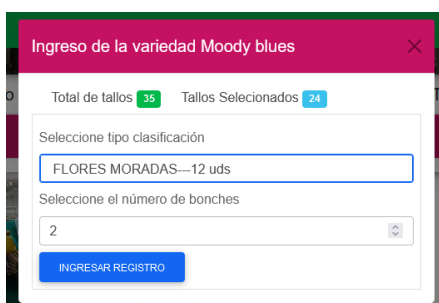 Ingreso de la variedad Moody blues
Total de tallos 35 Tallos Selecionados 24
Seleccione tipo clasificación
FLORES MORADAS---12 uds
Seleccione el número de bonches
2
INGRESAR REGISTRO